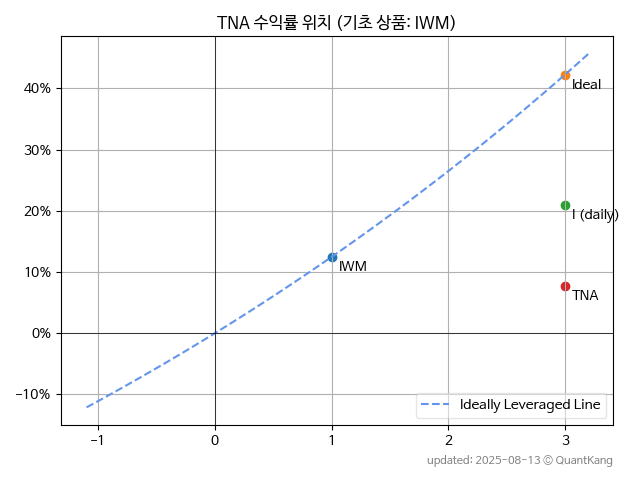 TNA 수익률 위치 (기초 상품: IWM)
40%
30%
20%
10%
0%
−10%
Ideal
I (daily)
IWM
TNA
Ideally Leveraged Line
−1
0
1
2
3
updated: 2025-08-13 © QuantKang